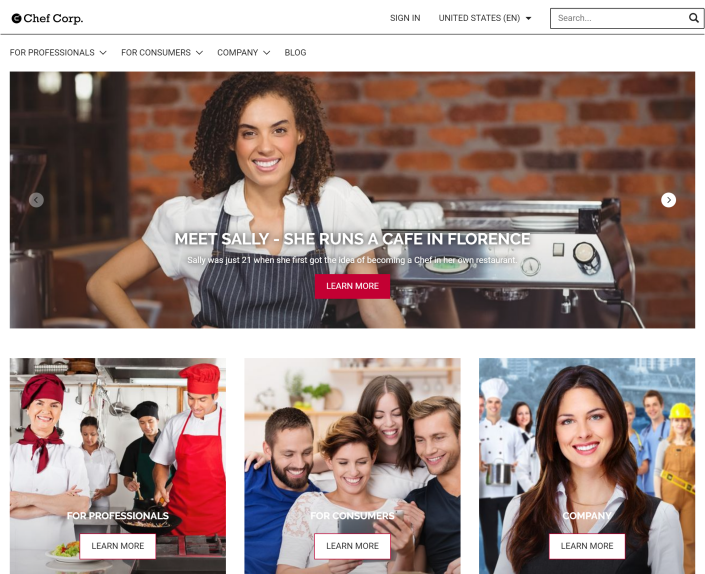 Chef Corp.
SIGN IN
UNITED STATES (EN)
Search...
FOR PROFESSIONALS
FOR CONSUMERS
COMPANY
BLOG
MEET SALLY - SHE RUNS A CAFE IN FLORENCE
Sally was just 21 when she first got the idea of becoming a Chef in her own restaurant.
LEARN MORE
FOR PROFESSIONALS
LEARN MORE
FOR CONSUMERS
LEARN MORE
COMPANY
LEARN MORE